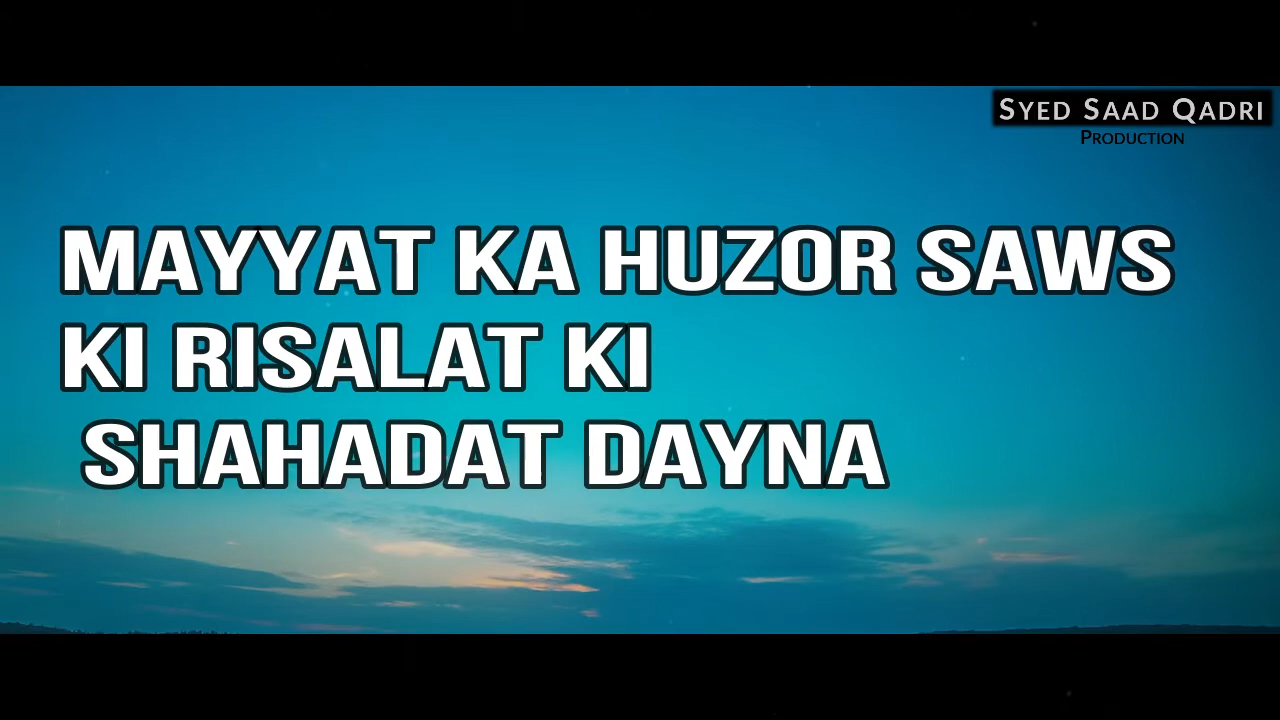 SYED SAAD QADRI
PRODUCTION
MAYYAT KA HUZOR SAWS
KI RISALAT KI
SHAHADAT DAYNA